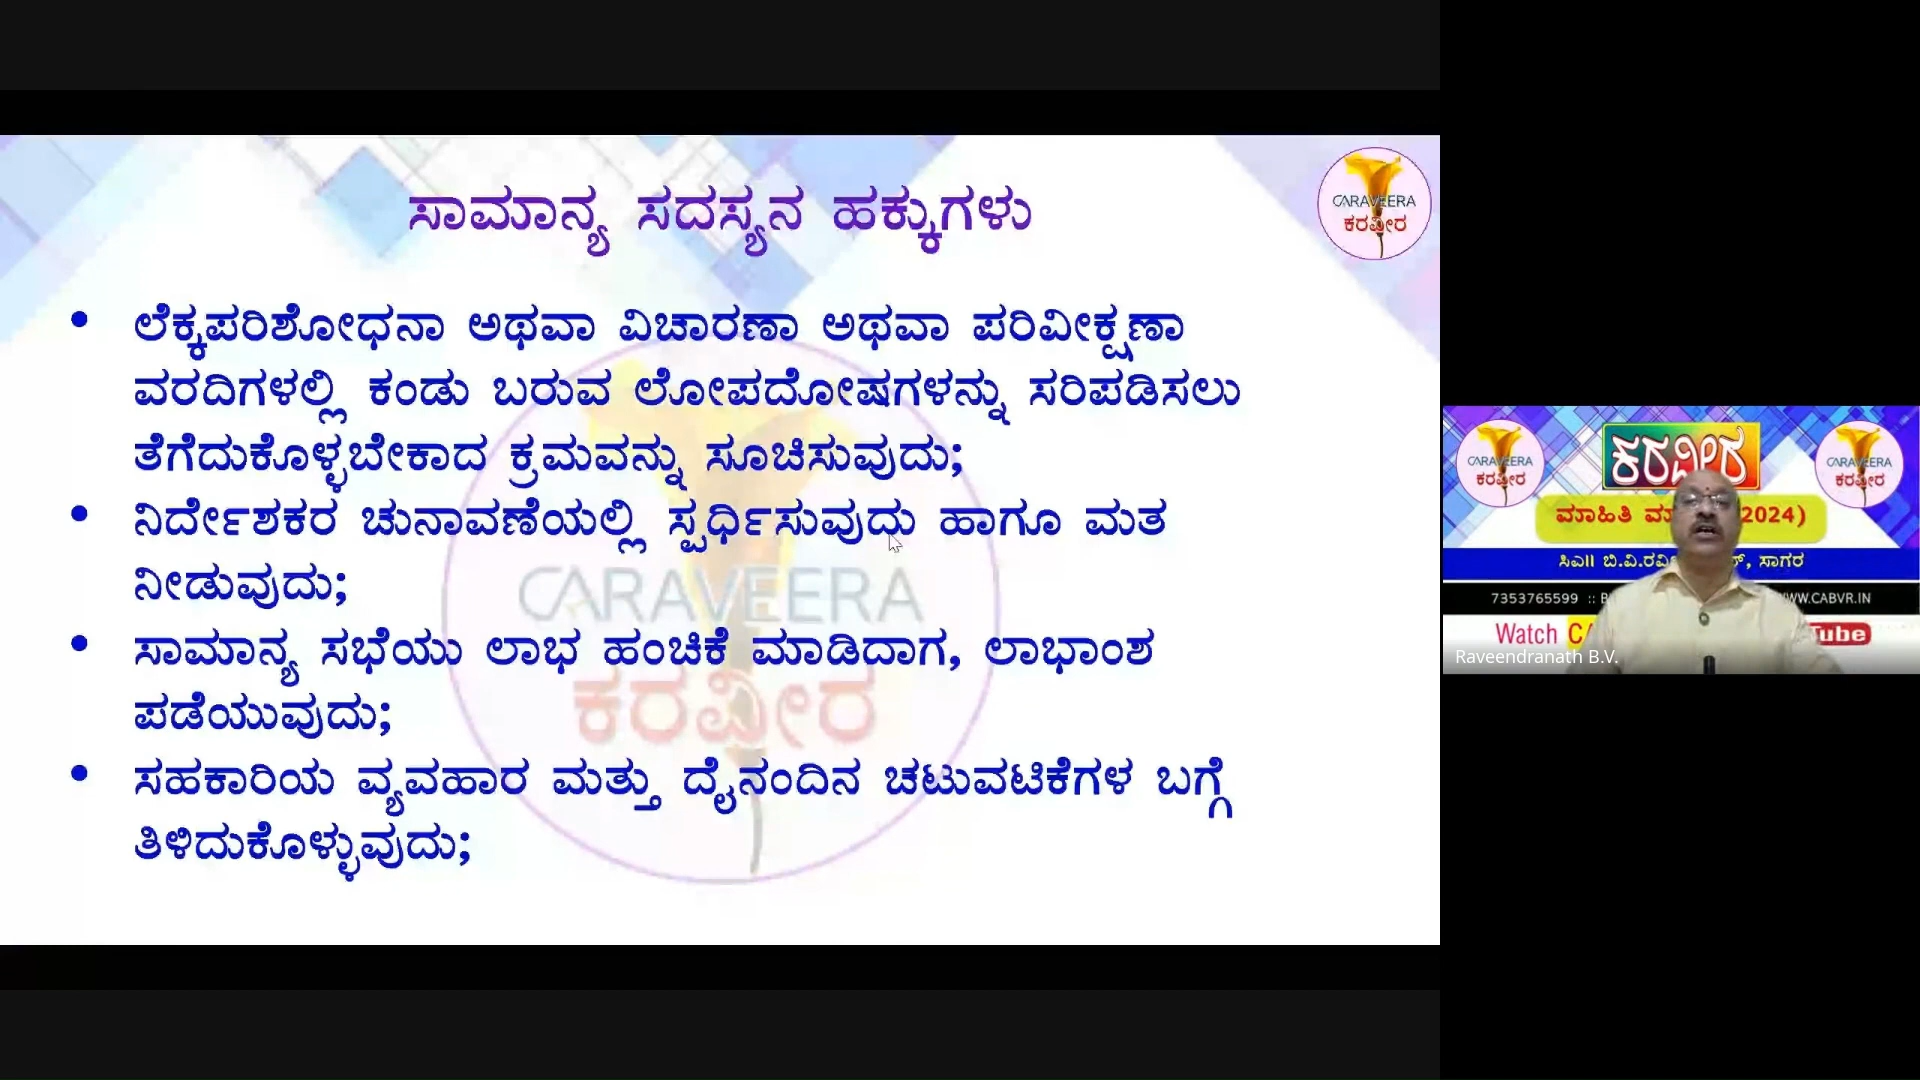 ಸಾಮಾನ್ಯ ಸದಸ್ಯನ ಹಕ್ಕುಗಳು
CARAVEERA
ಕರವೀರ
• ಲೆಕ್ಕಪರಿಶೋಧನಾ ಅಥವಾ ವಿಚಾರಣಾ ಅಥವಾ ಪರಿವೀಕ್ಷಣಾ
ವರದಿಗಳಲ್ಲಿ ಕಂಡು ಬರುವ ಲೋಪದೋಷಗಳನ್ನು ಸರಿಪಡಿಸಲು
ತೆಗೆದುಕೊಳ್ಳಬೇಕಾದ ಕ್ರಮವನ್ನು ಸೂಚಿಸುವುದು;
• ನಿರ್ದೇಶಕರ ಚುನಾವಣೆಯಲ್ಲಿ ಸ್ಪರ್ಧಿಸುವುದು ಹಾಗೂ ಮತ
ನೀಡುವುದು;
• ಸಾಮಾನ್ಯ ಸಭೆಯು ಲಾಭ ಹಂಚಿಕೆ ಮಾಡಿದಾಗ, ಲಾಭಾಂಶ
ಪಡೆಯುವುದು;
• ಸಹಕಾರಿಯ ವ್ಯವಹಾರ ಮತ್ತು ದೈನಂದಿನ ಚಟುವಟಿಕೆಗಳ ಬಗ್ಗೆ
ತಿಳಿದುಕೊಳ್ಳುವುದು;
CARAVEERA
ಕರವೀರ
CARAVEERA
ಕರವೀರ
ಕರವೀರ
CARAVEERA
ಕರವೀರ
ಮಾಹಿತಿ 2024)
ಸಿಎ|| ಬಿ.ವಿ. ಸಾಗರ
7353765599 :: WWW.CABVR.IN
Watch
Raveendranath B.V.